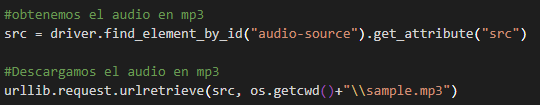 #obtenemos el audio en mp3
src = driver.find_element_by_id("audio-source").get_attribute("src")
#Descargamos el audio en mp3
urllib.request.urlretrieve(src, os.getcwd()+"\\sample.mp3")